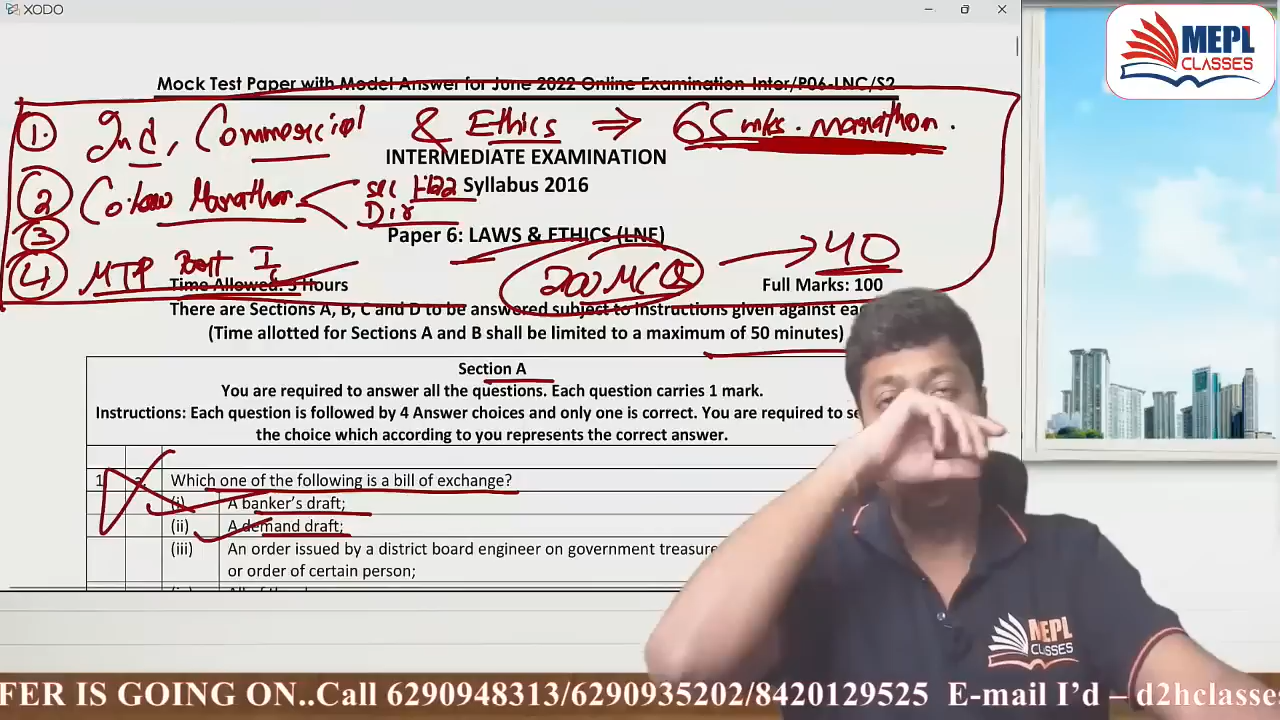 XODO
MEPL
CLASSES
Mock Test Paper with Model Answer for June 2022 Online Examination-Inter/P06-LNC/S2
1. Ind, Commercial & Ethics ⇒ 65 mks. Marathon.
INTERMEDIATE EXAMINATION
2 Co. Law Marathon
Syllabus 2016
Dir
3
Paper 6: LAWS & ETHICS (LNE)
4 MTP Part I
200 MCQs → 40
Time Allowed: 3 Hours Full Marks: 100
There are Sections A, B, C and D to be answered subject to instructions given against
(Time allotted for Sections A and B shall be limited to a maximum of 50 minutes)
Section A
You are required to answer all the questions. Each question carries 1 mark.
Instructions: Each question is followed by 4 Answer choices and only one is correct. You are required to
the choice which according to you represents the correct answer.
1 Which one of the following is a bill of exchange?
(i) A banker's draft;
(ii) A demand draft;
(iii) An order issued by a district board engineer on government
or order of certain person;
MEPL
CLASSES
FER IS GOING ON..Call 6290948313/6290935202/8420129525 E-mail I'd – d2hclasse